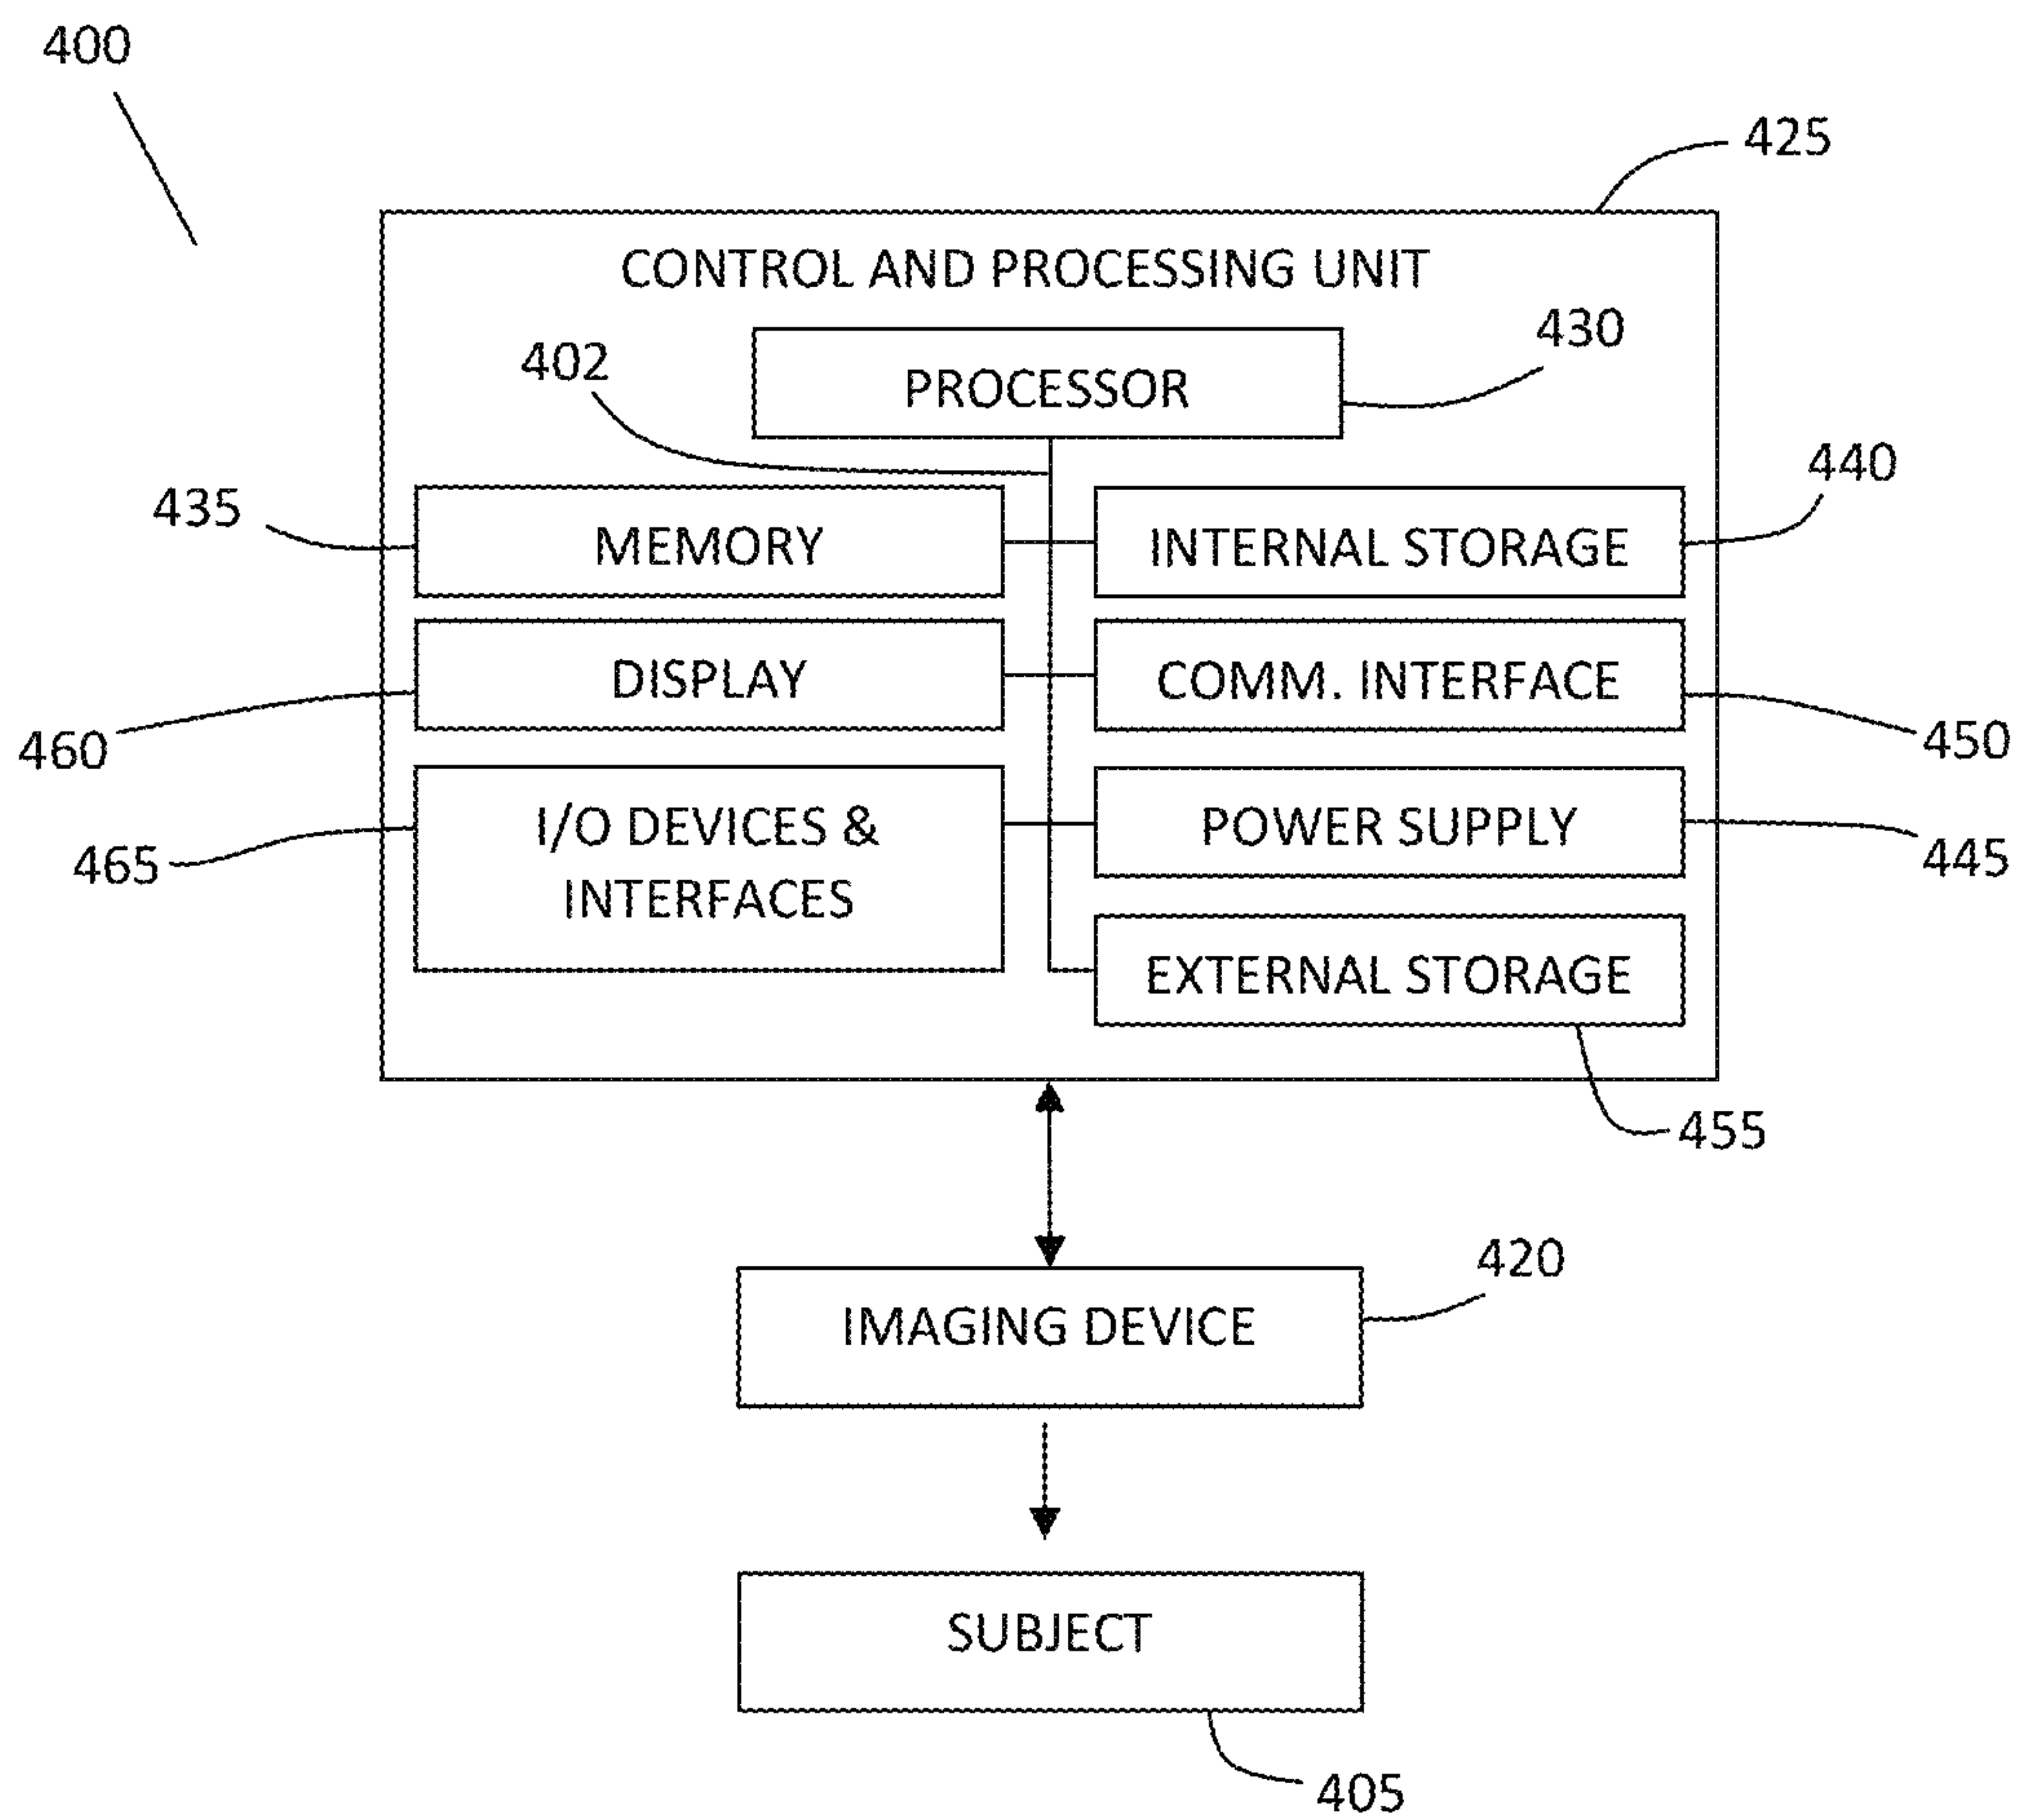 400
425
CONTROL AND PROCESSING UNIT
430
402
PROCESSOR
440
435
MEMORY
INTERNAL STORAGE
DISPLAY
COMM. INTERFACE
460
450
I/O DEVICES &
INTERFACES
POWER SUPPLY
465
445
EXTERNAL STORAGE
455
420
IMAGING DEVICE
SUBJECT
405